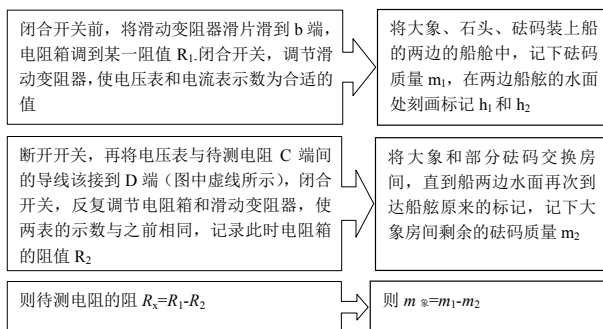 闭合开关前，将滑动变阻器滑片滑到 b 端，
电阻箱调到某一阻值 R₁.闭合开关，调节滑
动变阻器，使电压表和电流表示数为合适的
值
将大象、石头、砝码装上船
的两边的船舱中，记下砝码
质量 m₁，在两边船舷的水面
处刻画标记 h₁ 和 h₂
断开开关，再将电压表与待测电阻 C 端间
的导线该接到 D 端（图中虚线所示），闭合
开关，反复调节电阻箱和滑动变阻器，使
两表的示数与之前相同，记录此时电阻箱
的阻值 R₂
将大象和部分砝码交换房
间，直到船两边水面再次到
达船舷原来的标记，记下大
象房间剩余的砝码质量 m₂
则待测电阻的阻 Rₓ=R₁-R₂
则 m 象=m₁-m₂